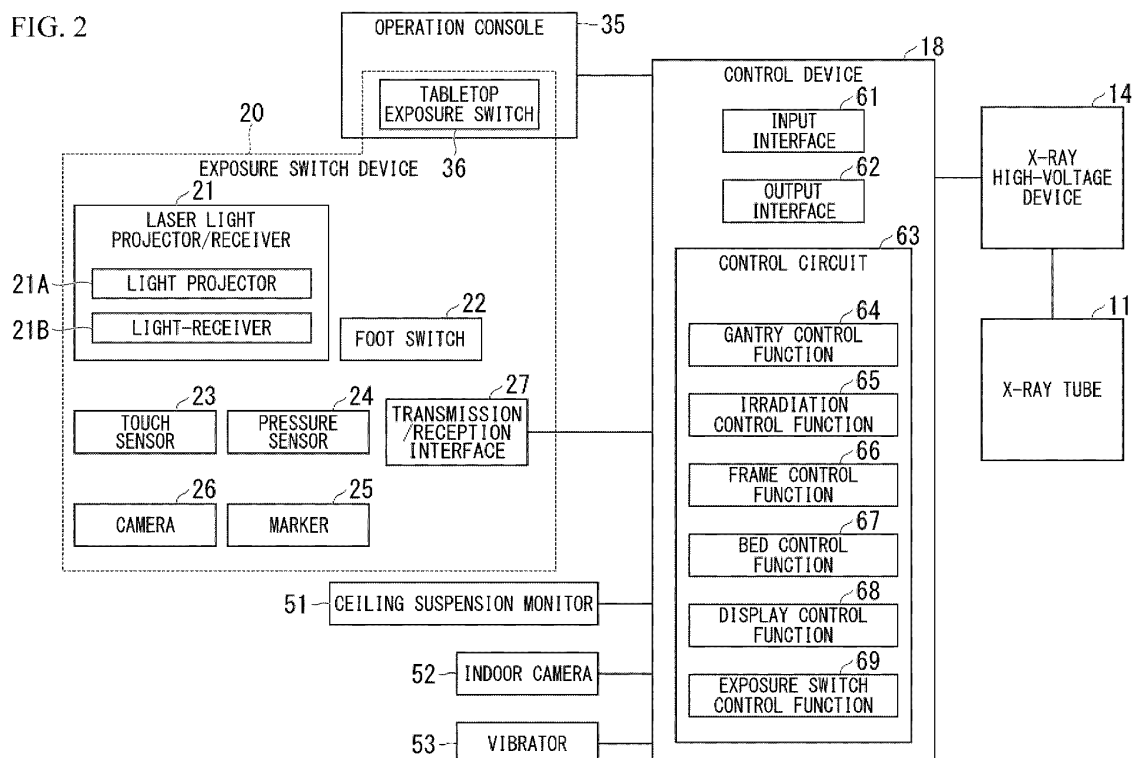 FIG. 2
OPERATION CONSOLE
35
TABLETOP
EXPOSURE SWITCH
36
20
EXPOSURE SWITCH DEVICE
21
LASER LIGHT
PROJECTOR/RECEIVER
21A
LIGHT PROJECTOR
21B
LIGHT-RECEIVER
22
FOOT SWITCH
23
TOUCH
SENSOR
24
PRESSURE
SENSOR
27
TRANSMISSION
/RECEPTION
INTERFACE
26
CAMERA
25
MARKER
51
CEILING SUSPENSION MONITOR
52
INDOOR CAMERA
53
VIBRATOR
18
CONTROL DEVICE
61
INPUT
INTERFACE
62
OUTPUT
INTERFACE
63
CONTROL CIRCUIT
64
GANTRY CONTROL
FUNCTION
65
IRRADIATION
CONTROL FUNCTION
66
FRAME CONTROL
FUNCTION
67
BED CONTROL
FUNCTION
68
DISPLAY CONTROL
FUNCTION
69
EXPOSURE SWITCH
CONTROL FUNCTION
14
X-RAY
HIGH-VOLTAGE
DEVICE
11
X-RAY TUBE